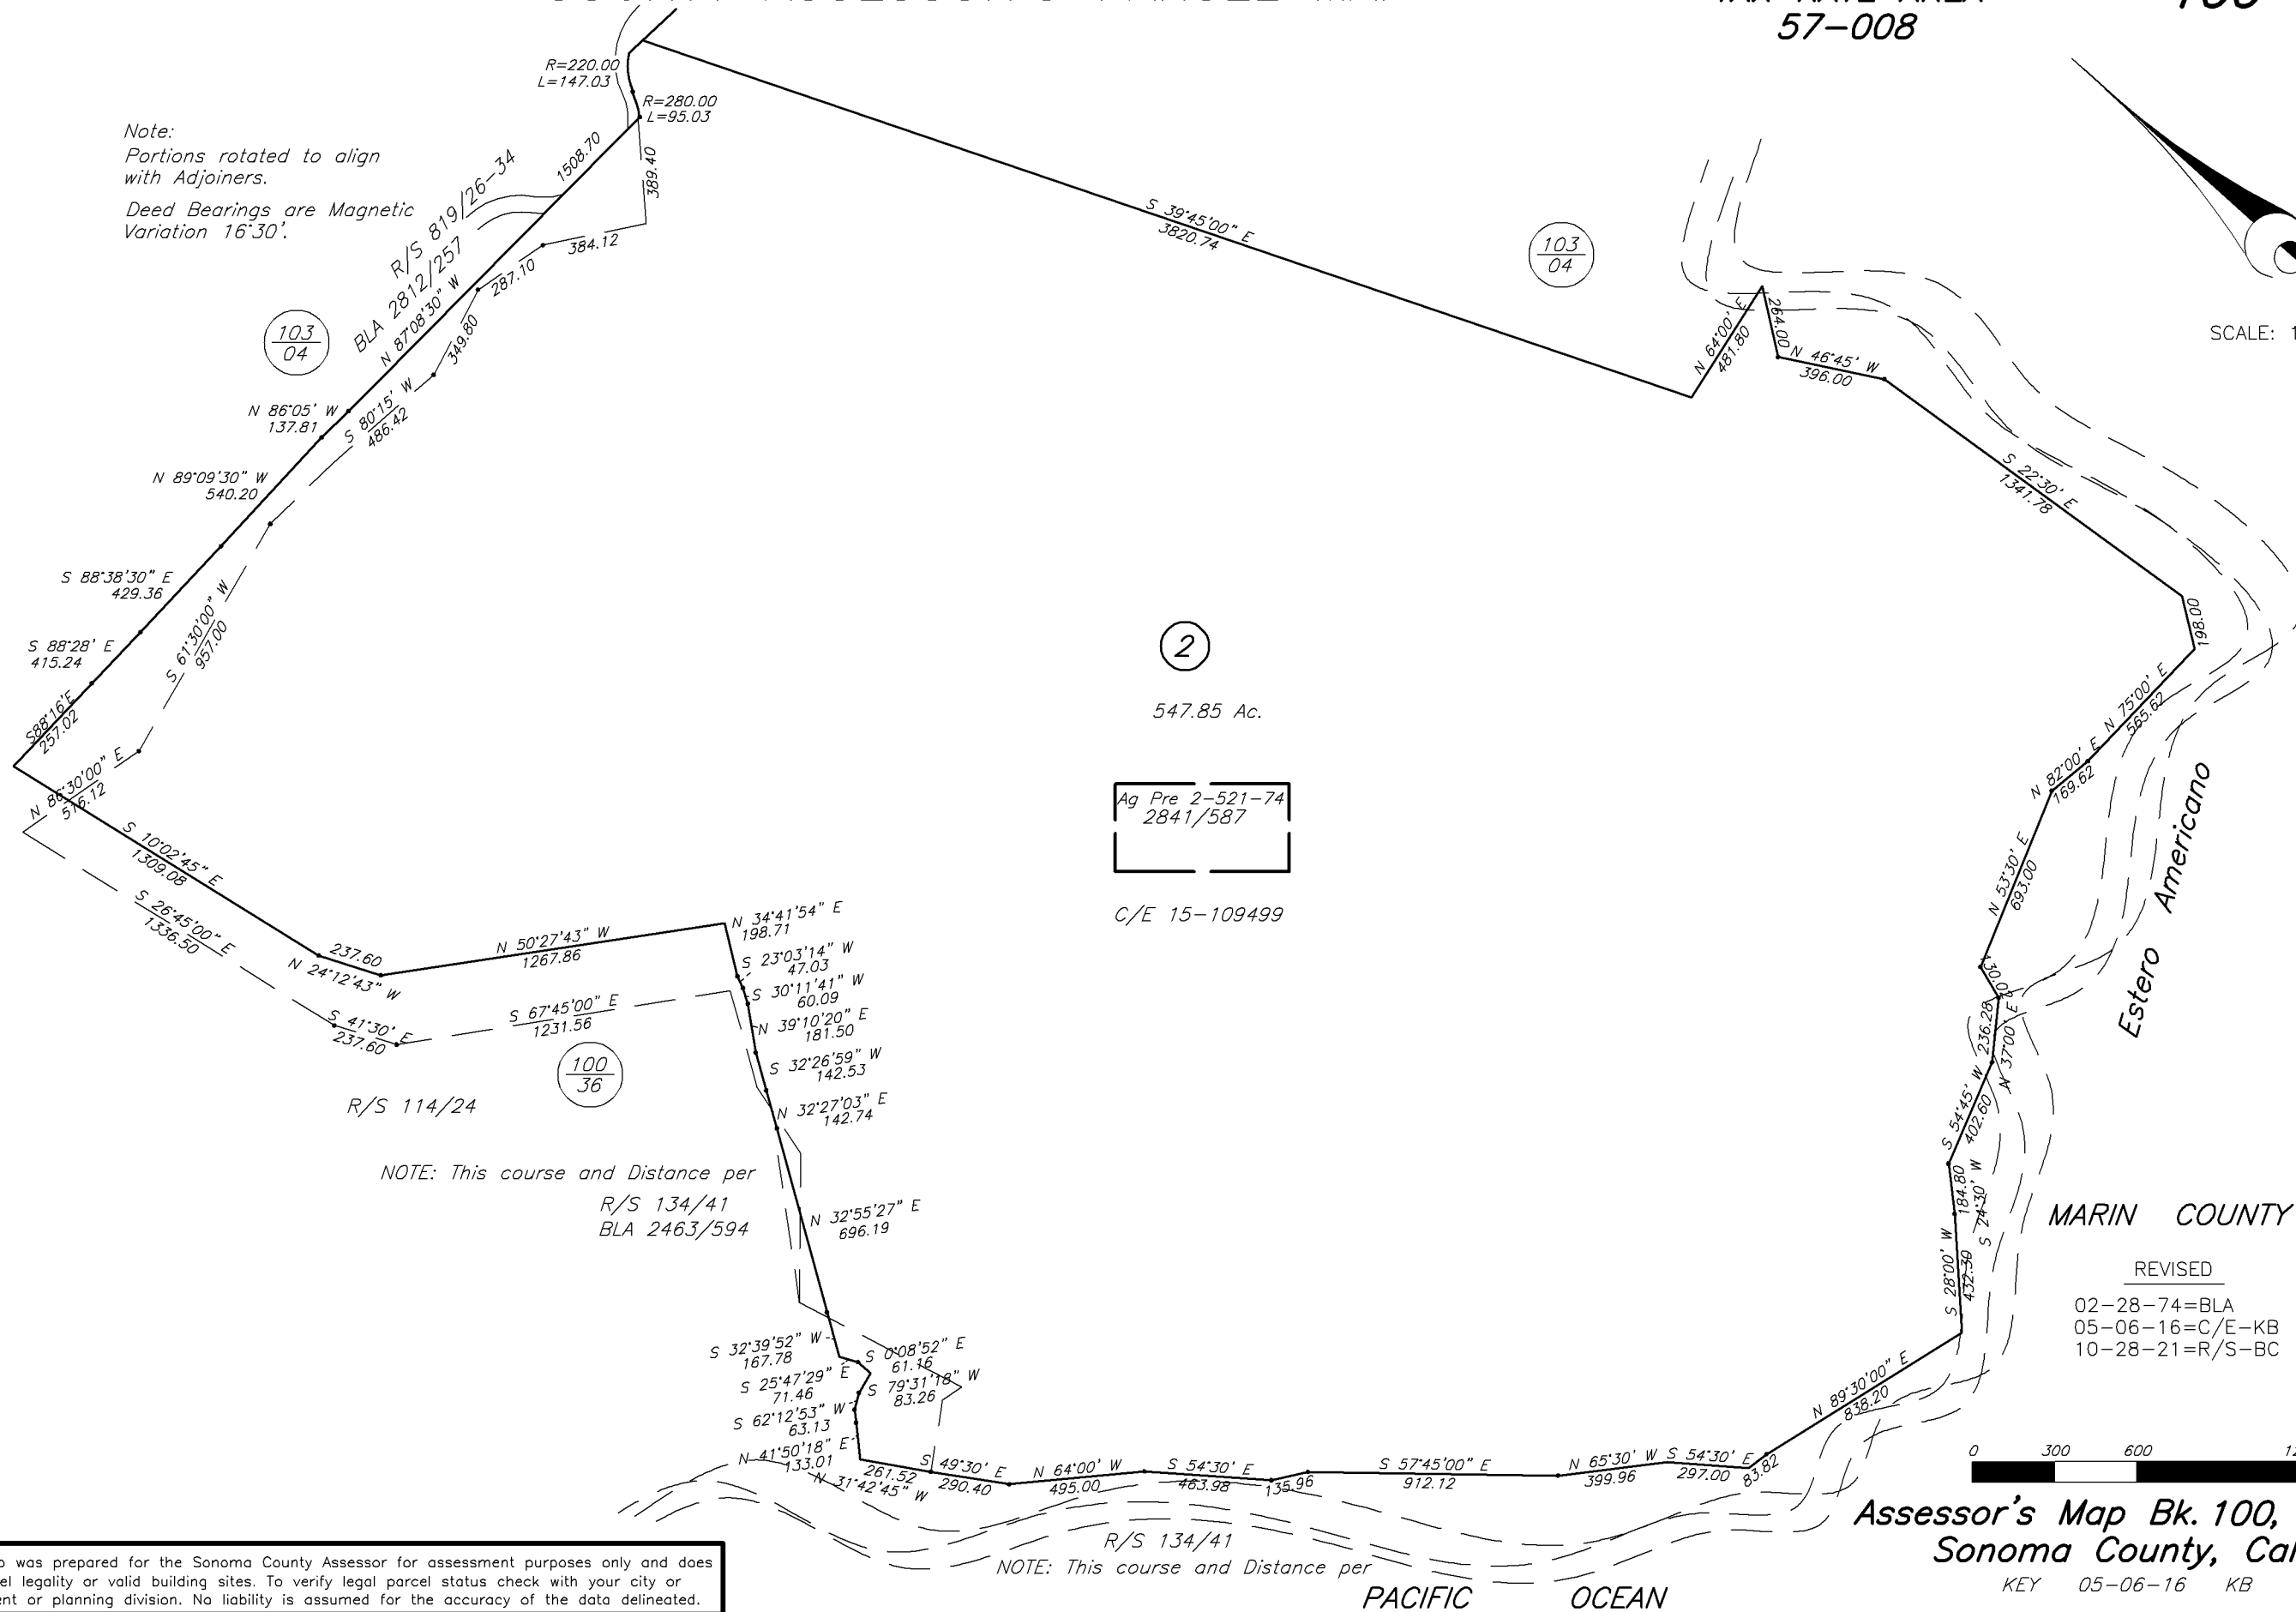 57-008
R=220.00
L=147.03
R=280.00
L=95.03
Note:
Portions rotated to align
with Adjoiners.
Deed Bearings are Magnetic
Variation 16°30'.
1508.70
389.40
R/S 819/26-34
BLA 2812/257
N 87°08'30" W
384.12
287.10
349.80
S 39°45'00" E
3820.74
103
04
103
04
N 64°00' E
481.80
264.00
N 46°45' W
396.00
SCALE: 1
N 86°05' W
137.81
S 80°15' W
486.42
N 89°09'30" W
540.20
S 22°30' E
1341.78
S 88°38'30" E
429.36
S 61°30'00" W
957.00
198.00
S 88°28' E
415.24
2
547.85 Ac.
S88°16'E
257.02
N 75°00' E
565.62
N 86°30'00" E
516.12
N 82°00' E
169.62
Ag Pre 2-521-74
2841/587
C/E 15-109499
Estero Americano
S 10°02'45" E
1309.08
S 26°45'00" E
1336.50
N 53°30' E
693.00
237.60
N 24°12'43" W
N 50°27'43" W
1267.86
N 34°41'54" E
198.71
S 23°03'14" W
47.03
S 30°11'41" W
60.09
N 39°10'20" E
181.50
S 32°26'59" W
142.53
N 32°27'03" E
142.74
S 41°30' E
237.60
S 67°45'00" E
1231.56
100
36
R/S 114/24
130.02
236.28
N 37°00' E
S 54°45' W
402.60
NOTE: This course and Distance per
R/S 134/41
BLA 2463/594
N 32°55'27" E
696.19
184.80
S 24°30' W
S 28°00' W
432.30
MARIN COUNTY
REVISED
02-28-74=BLA
05-06-16=C/E-KB
10-28-21=R/S-BC
S 32°39'52" W
167.78
S 0°08'52" E
61.16
S 25°47'29" E
71.46
S 79°31'18" W
83.26
S 62°12'53" W
63.13
N 41°50'18" E
133.01
N 31°42'45" W
261.52
S 49°30' E
290.40
N 64°00' W
495.00
S 54°30' E
463.98
135.96
S 57°45'00" E
912.12
N 65°30' W
399.96
S 54°30' E
297.00
83.82
N 89°30'00" E
838.20
0 300 600
R/S 134/41
NOTE: This course and Distance per
PACIFIC OCEAN
Assessor's Map Bk. 100,
Sonoma County, Cal
KEY 05-06-16 KB
was prepared for the Sonoma County Assessor for assessment purposes only and does
legality or valid building sites. To verify legal parcel status check with your city or
or planning division. No liability is assumed for the accuracy of the data delineated.